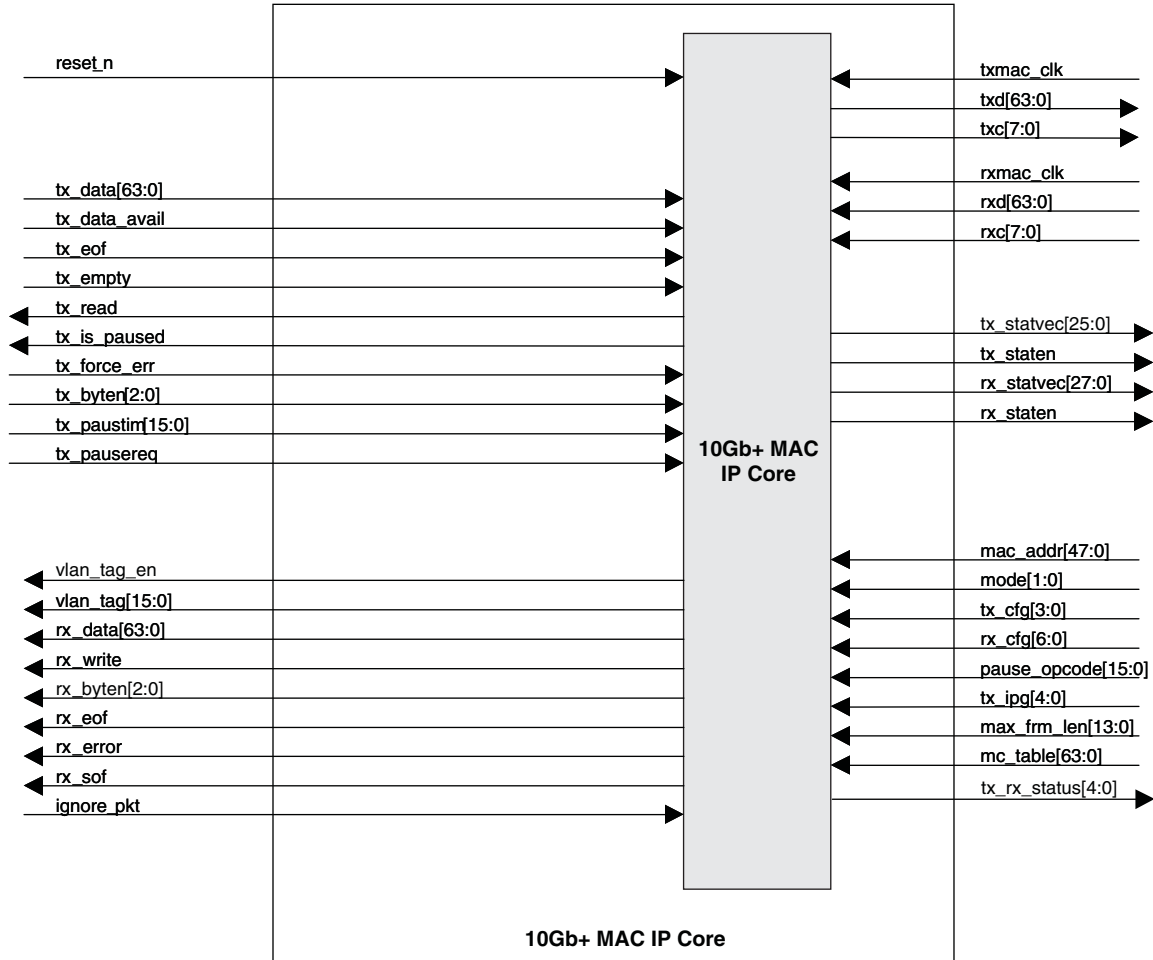 reset_n
tx_data[63:0]
tx_data_avail
tx_eof
tx_empty
tx_read
tx_is_paused
tx_force_err
tx_byten[2:0]
tx_paustim[15:0]
tx_pausereq
vlan_tag_en
vlan_tag[15:0]
rx_data[63:0]
rx_write
rx_byten[2:0]
rx_eof
rx_error
rx_sof
ignore_pkt
10Gb+ MAC
IP Core
txmac_clk
txd[63:0]
txc[7:0]
rxmac_clk
rxd[63:0]
rxc[7:0]
tx_statvec[25:0]
tx_staten
rx_statvec[27:0]
rx_staten
mac_addr[47:0]
mode[1:0]
tx_cfg[3:0]
rx_cfg[6:0]
pause_opcode[15:0]
tx_ipg[4:0]
max_frm_len[13:0]
mc_table[63:0]
tx_rx_status[4:0]
10Gb+ MAC IP Core